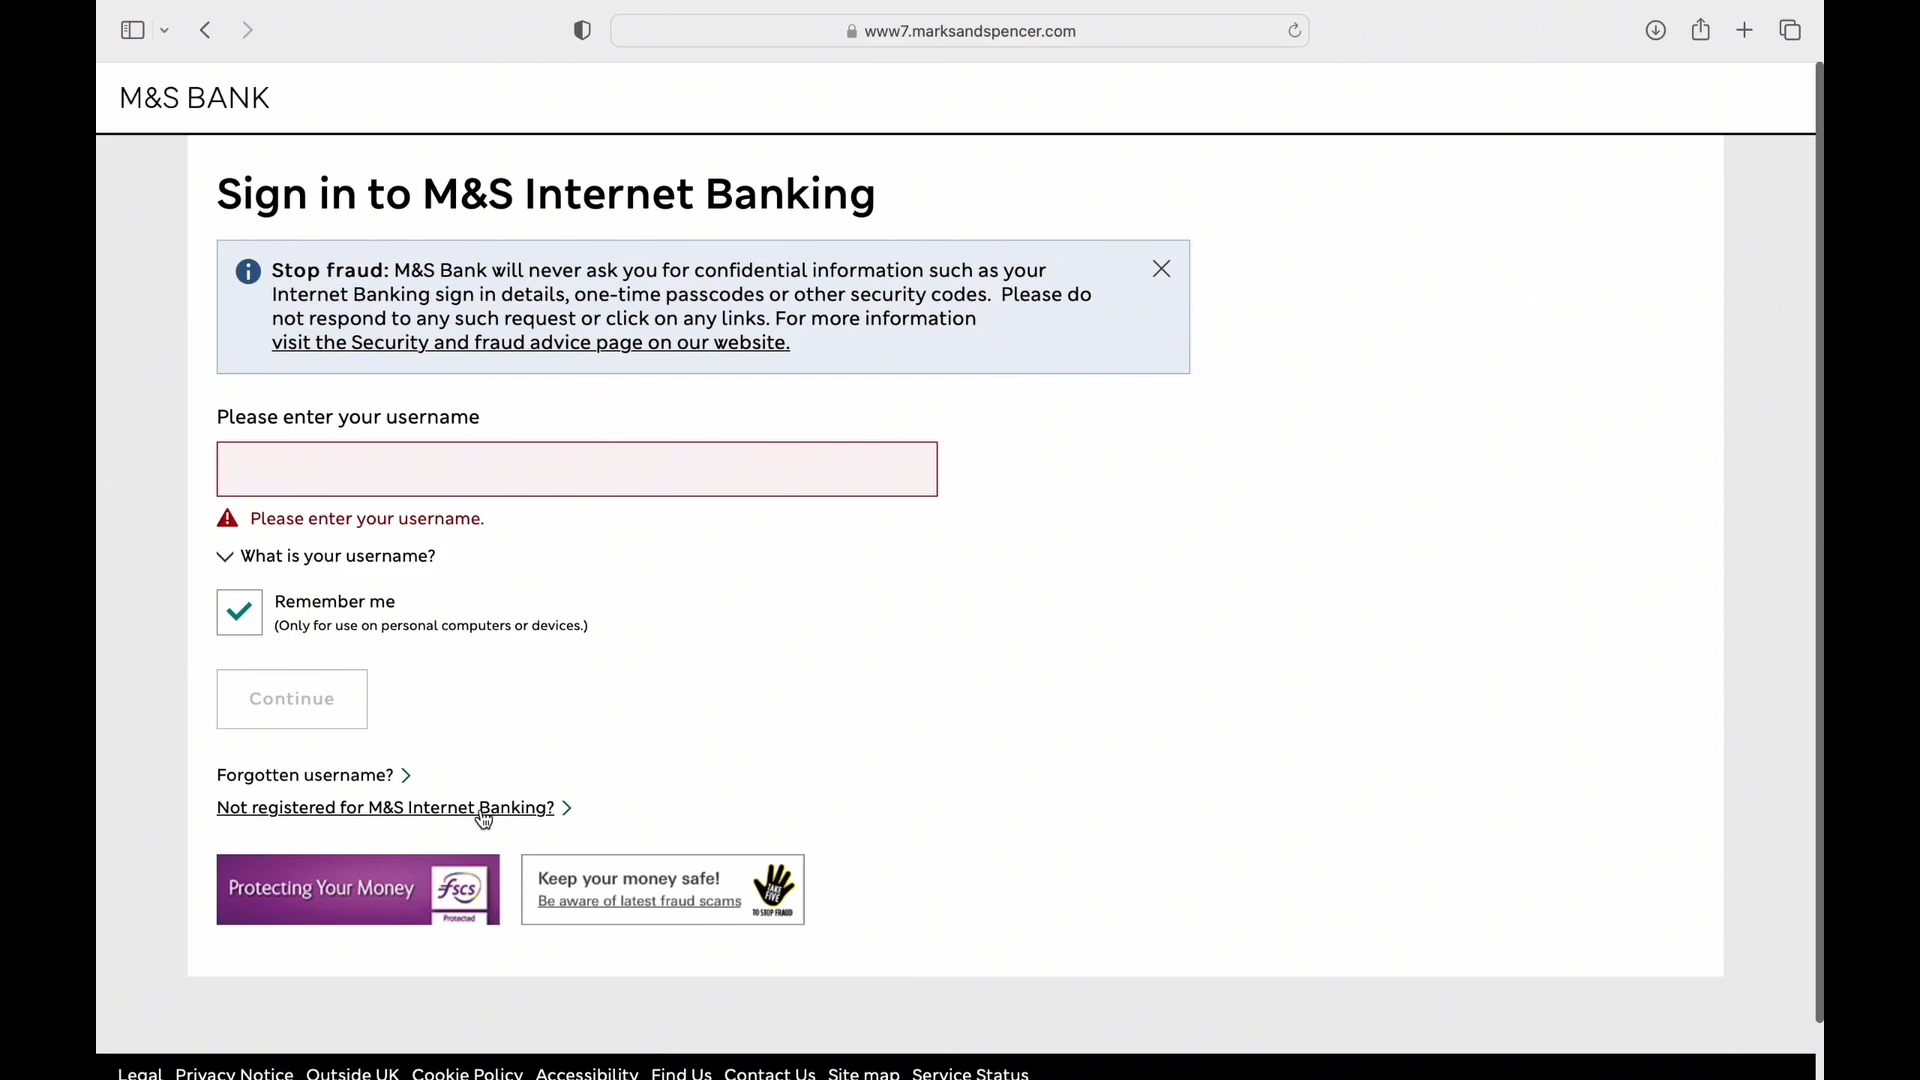 www7.marksandspencer.com
M&S BANK
Sign in to M&S Internet Banking
Stop fraud: M&S Bank will never ask you for confidential information such as your
Internet Banking sign in details, one-time passcodes or other security codes.  Please do
not respond to any such request or click on any links. For more information
visit the Security and fraud advice page on our website.
Please enter your username
Please enter your username.
What is your username?
Remember me
(Only for use on personal computers or devices.)
Continue
Forgotten username?
Not registered for M&S Internet Banking?
Protecting Your Money fscs
Protected
Keep your money safe!
Be aware of latest fraud scams
TAKE
FIVE
TO STOP FRAUD
Legal Privacy Notice Outside UK Cookie Policy Accessibility Find Us Contact Us Site map Service Status